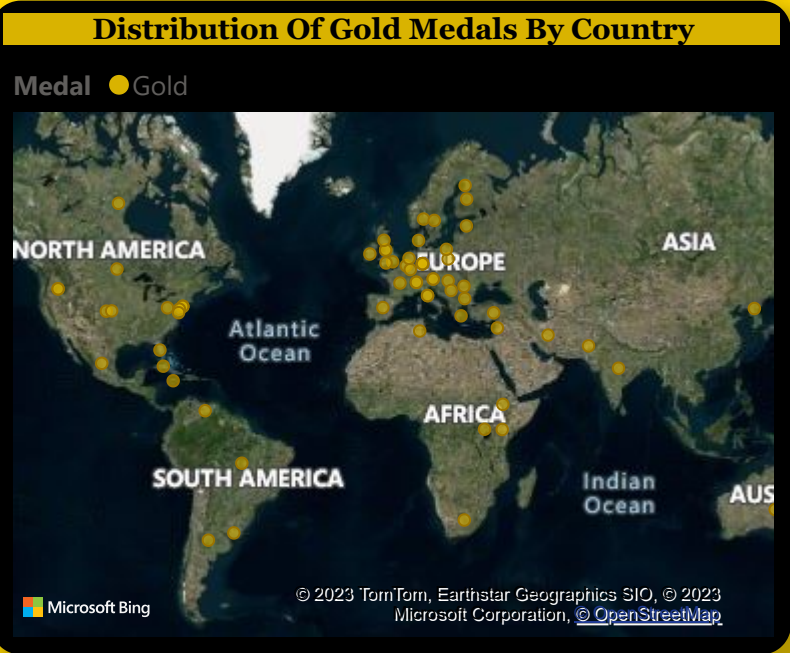 Distribution Of Gold Medals By Country
Medal Gold
NORTH AMERICA
EUROPE
ASIA
Atlantic
Ocean
AFRICA
SOUTH AMERICA
Indian
Ocean
AUS
Microsoft Bing
© 2023 TomTom, Earthstar Geographics SIO, © 2023
Microsoft Corporation, © OpenStreetMap